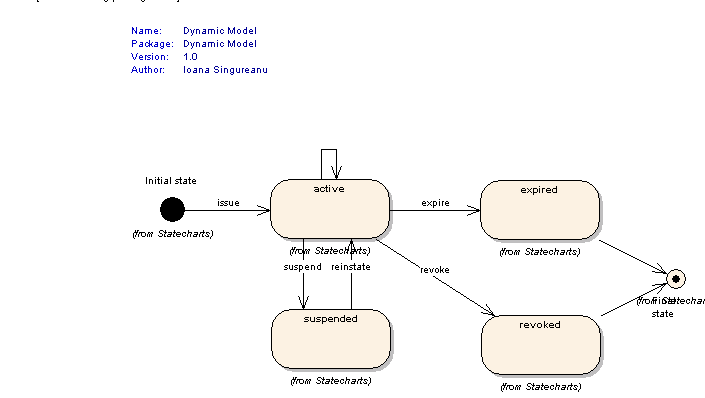 Name: Dynamic Model
Package: Dynamic Model
Version: 1.0
Author: Ioana Singureanu
Initial state
active
expired
issue
expire
(from Statecharts)
(from Statecharts)
(from Statecharts)
suspend
reinstate
revoke
(from Statechar
state
suspended
revoked
(from Statecharts)
(from Statecharts)